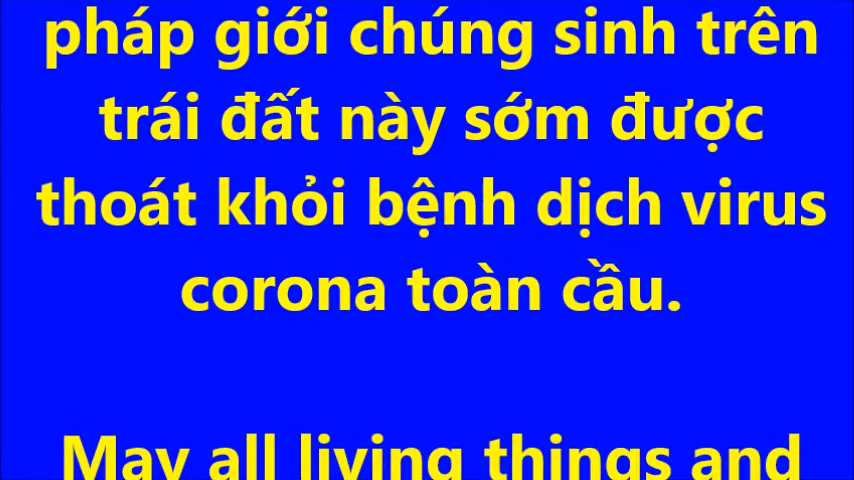 pháp giới chúng sinh trên
trái đất này sớm được
thoát khỏi bệnh dịch virus
corona toàn cầu.
May all living things and